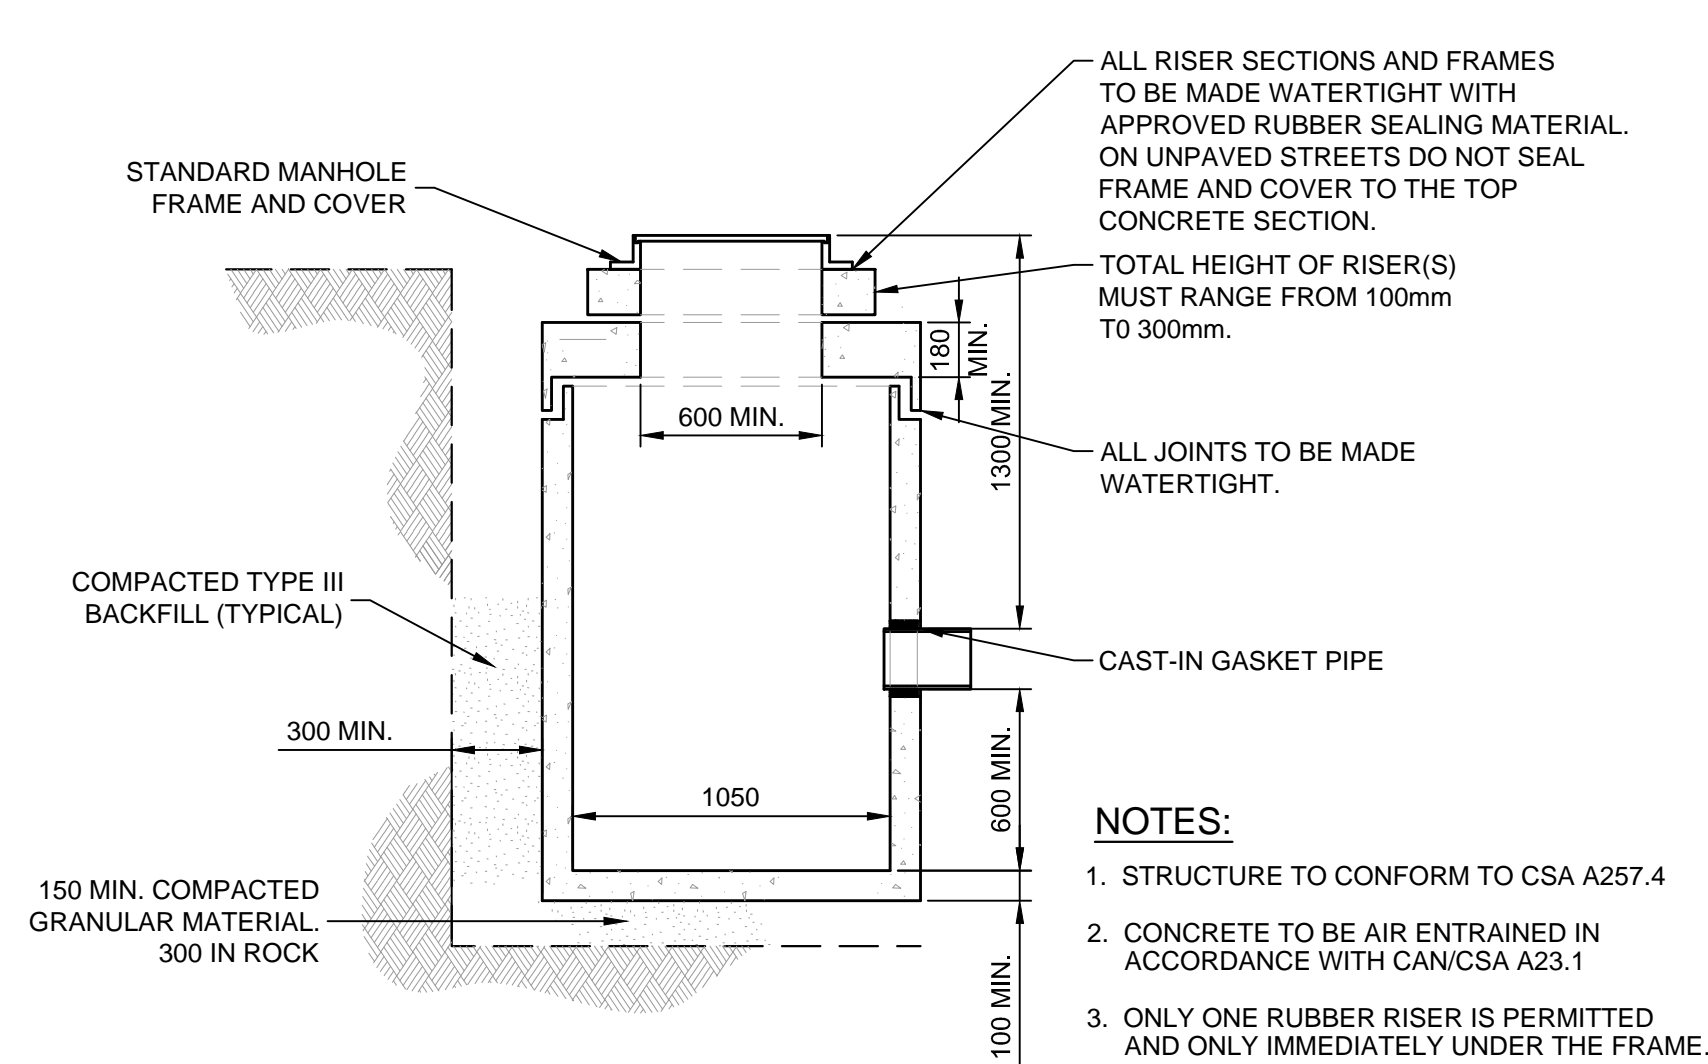 ALL RISER SECTIONS AND FRAMES
TO BE MADE WATERTIGHT WITH
APPROVED RUBBER SEALING MATERIAL.
ON UNPAVED STREETS DO NOT SEAL
FRAME AND COVER TO THE TOP
CONCRETE SECTION.
STANDARD MANHOLE
FRAME AND COVER
TOTAL HEIGHT OF RISER(S)
MUST RANGE FROM 100mm
T0 300mm.
180
MIN.
1300 MIN.
600 MIN.
ALL JOINTS TO BE MADE
WATERTIGHT.
COMPACTED TYPE III
BACKFILL (TYPICAL)
CAST-IN GASKET PIPE
300 MIN.
1050
600 MIN.
150 MIN. COMPACTED
GRANULAR MATERIAL.
300 IN ROCK
100 MIN.
NOTES:
1. STRUCTURE TO CONFORM TO CSA A257.4
2. CONCRETE TO BE AIR ENTRAINED IN
ACCORDANCE WITH CAN/CSA A23.1
3. ONLY ONE RUBBER RISER IS PERMITTED
AND ONLY IMMEDIATELY UNDER THE FRAME.